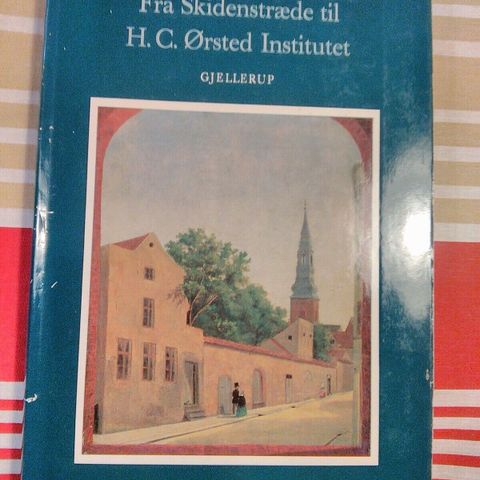 Fra Skidenstræde til
H. C. Ørsted Institutet
GJELLERUP